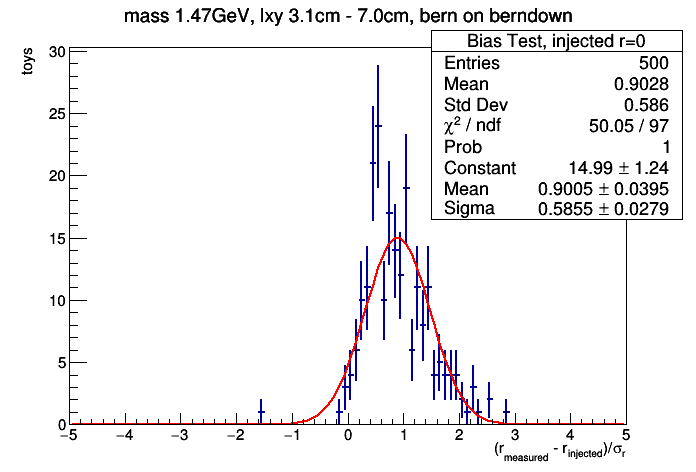 mass 1.47GeV, lxy 3.1cm - 7.0cm, bern on berndown
Bias Test, injected r=0
Entries 500
Mean 0.9028
Std Dev 0.586
χ² / ndf 50.05 / 97
Prob 1
Constant 14.99 ± 1.24
Mean 0.9005 ± 0.0395
Sigma 0.5855 ± 0.0279
toys
30
25
20
15
10
5
0
−5 −4 −3 −2 −1 0 1 2 3 4 5
(r_measured - r_injected)/σ_r